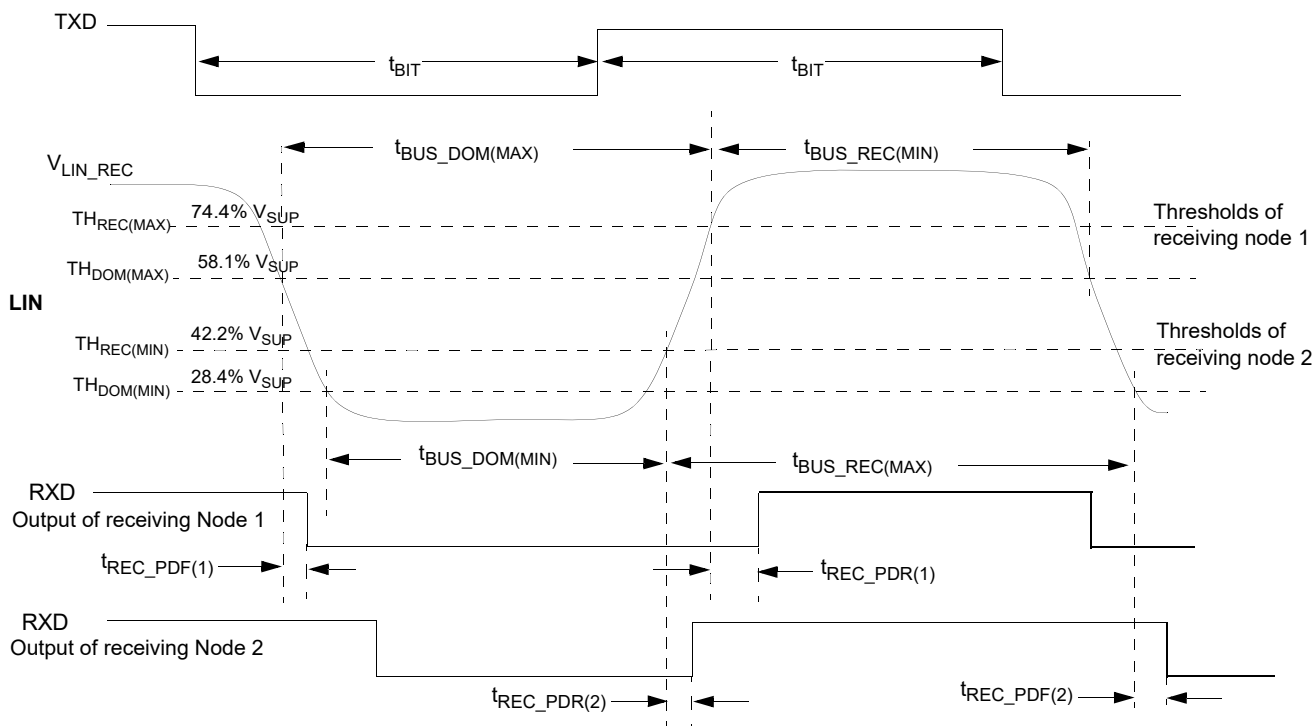 TXD
tBIT
tBIT
tBUS_DOM(MAX)
tBUS_REC(MIN)
VLIN_REC
THREC(MAX) 74.4% VSUP
Thresholds of
receiving node 1
THDOM(MAX) 58.1% VSUP
LIN
THREC(MIN) 42.2% VSUP
Thresholds of
receiving node 2
THDOM(MIN) 28.4% VSUP
tBUS_DOM(MIN)
tBUS_REC(MAX)
RXD
Output of receiving Node 1
tREC_PDF(1)
tREC_PDR(1)
RXD
Output of receiving Node 2
tREC_PDR(2)
tREC_PDF(2)